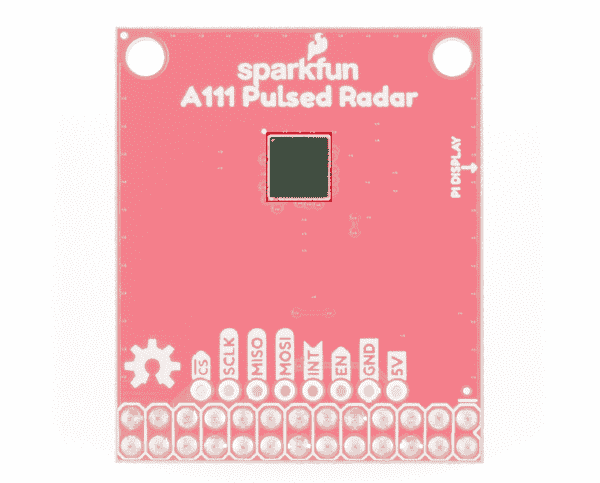 sparkfun
A111 Pulsed Radar
PI DISPLAY
CS
SCLK
MISO
MOSI
INT
EN
GND
5V